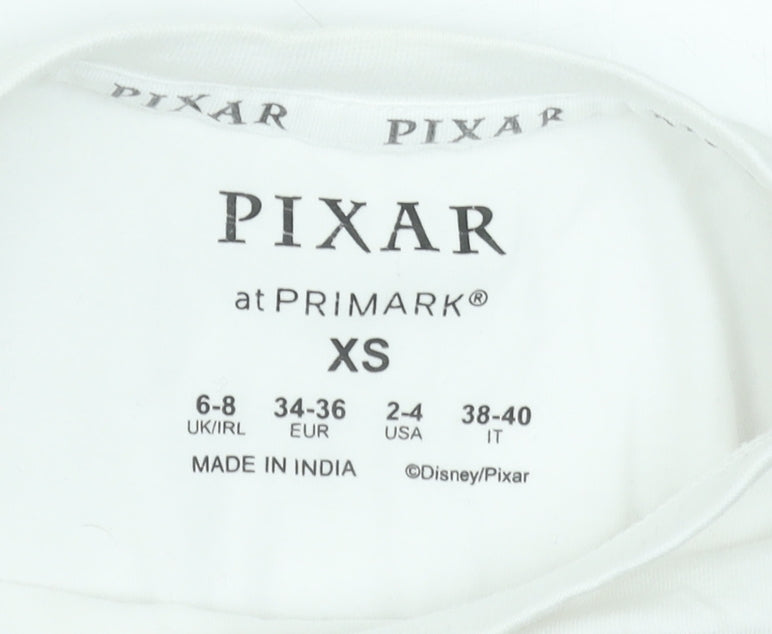 PIXAR PIXAR
PIXAR
at PRIMARK®
XS
6-8 34-36 2-4 38-40
UK/IRL EUR USA IT
MADE IN INDIA ©Disney/Pixar